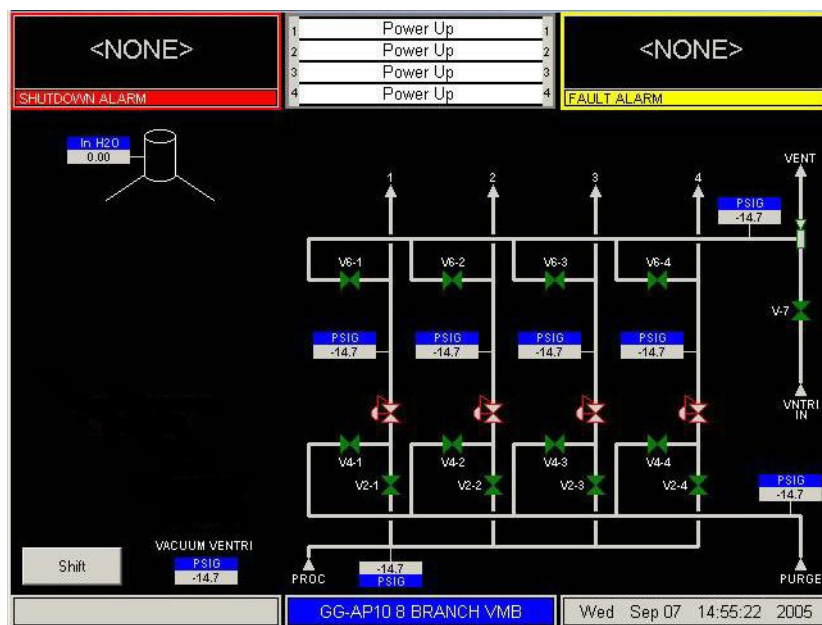 <NONE>
SHUTDOWN ALARM
1 Power Up 1
2 Power Up 2
3 Power Up 3
4 Power Up 4
<NONE>
FAULT ALARM
In H2O
0.00
VENT
1 2 3 4
PSIG
-14.7
V6-1 V6-2 V6-3 V6-4
V-7
PSIG PSIG PSIG PSIG
-14.7 -14.7 -14.7 -14.7
VNTRI
IN
V4-1 V4-2 V4-3 V4-4
V2-1 V2-2 V2-3 V2-4
PSIG
-14.7
VACUUM VENTRI
PSIG
-14.7
Shift
PROC
-14.7
PSIG
PURGE
GG-AP10 8 BRANCH VMB
Wed Sep 07 14:55:22 2005